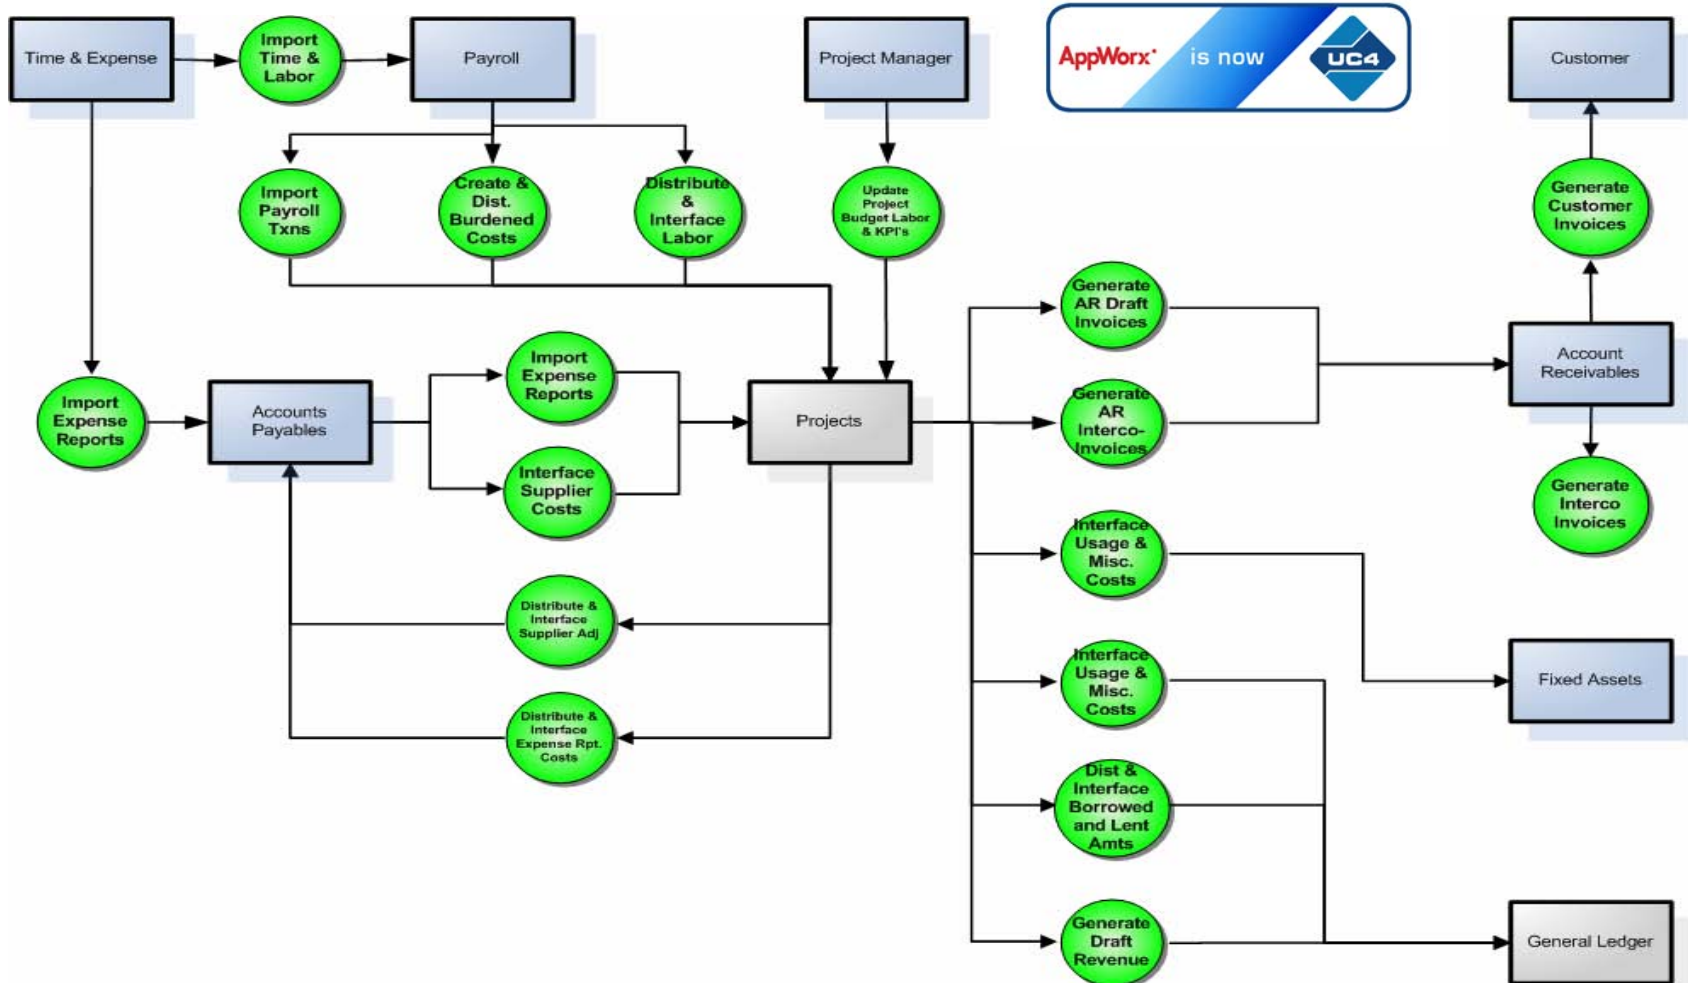 Time & Expense
Import
Time &
Labor
Payroll
Project Manager
AppWorx
is now
UC4
Customer
Import
Payroll
Txns
Create &
Dist.
Burdened
Costs
Distribute
&
Interface
Labor
Update
Project
Budget Labor
& KPI's
Generate
Customer
Invoices
Generate
AR Draft
Invoices
Account
Receivables
Import
Expense
Reports
Accounts
Payables
Import
Expense
Reports
Projects
Generate
AR
Interco-
Invoices
Interface
Supplier
Costs
Generate
Interco
Invoices
Interface
Usage &
Misc.
Costs
Distribute &
Interface
Supplier Adj
Interface
Usage &
Misc.
Costs
Fixed Assets
Distribute &
Interface
Expense Rpt.
Costs
Dist &
Interface
Borrowed
and Lent
Amts
Generate
Draft
Revenue
General Ledger